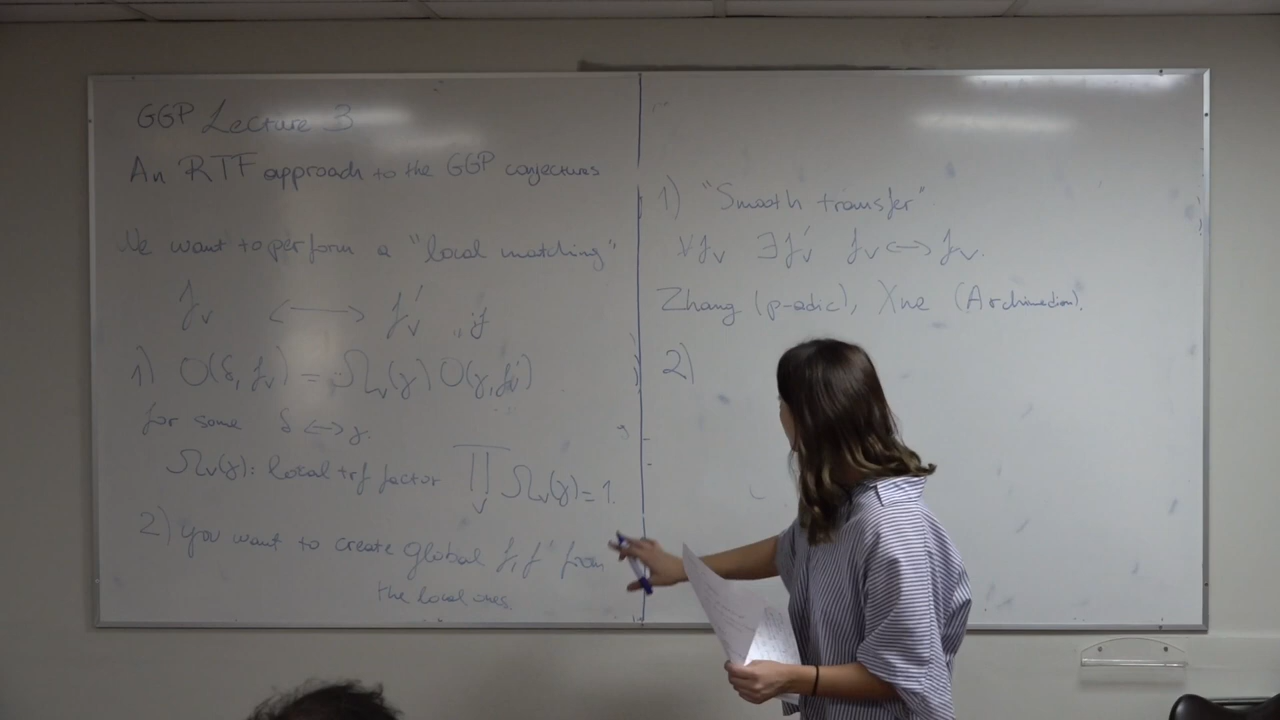 GGP Lecture 3
An RTF approach to the GGP conjectures
We want to perform a "local matching"
f_v ⟷ f'_v if
1) O(δ, f_v) = Ω_v(γ) O(γ, f'_v)
for some δ ⟷ γ.
Ω_v(γ): local trf factor ∏_v Ω_v(γ) = 1.
2) you want to create global f, f' from
the local ones.
1) "Smooth transfer"
∀ f_v ∃ f'_v f_v ⟷ f_v.
Zhang (p-adic), Xue (Archimedian).
2)